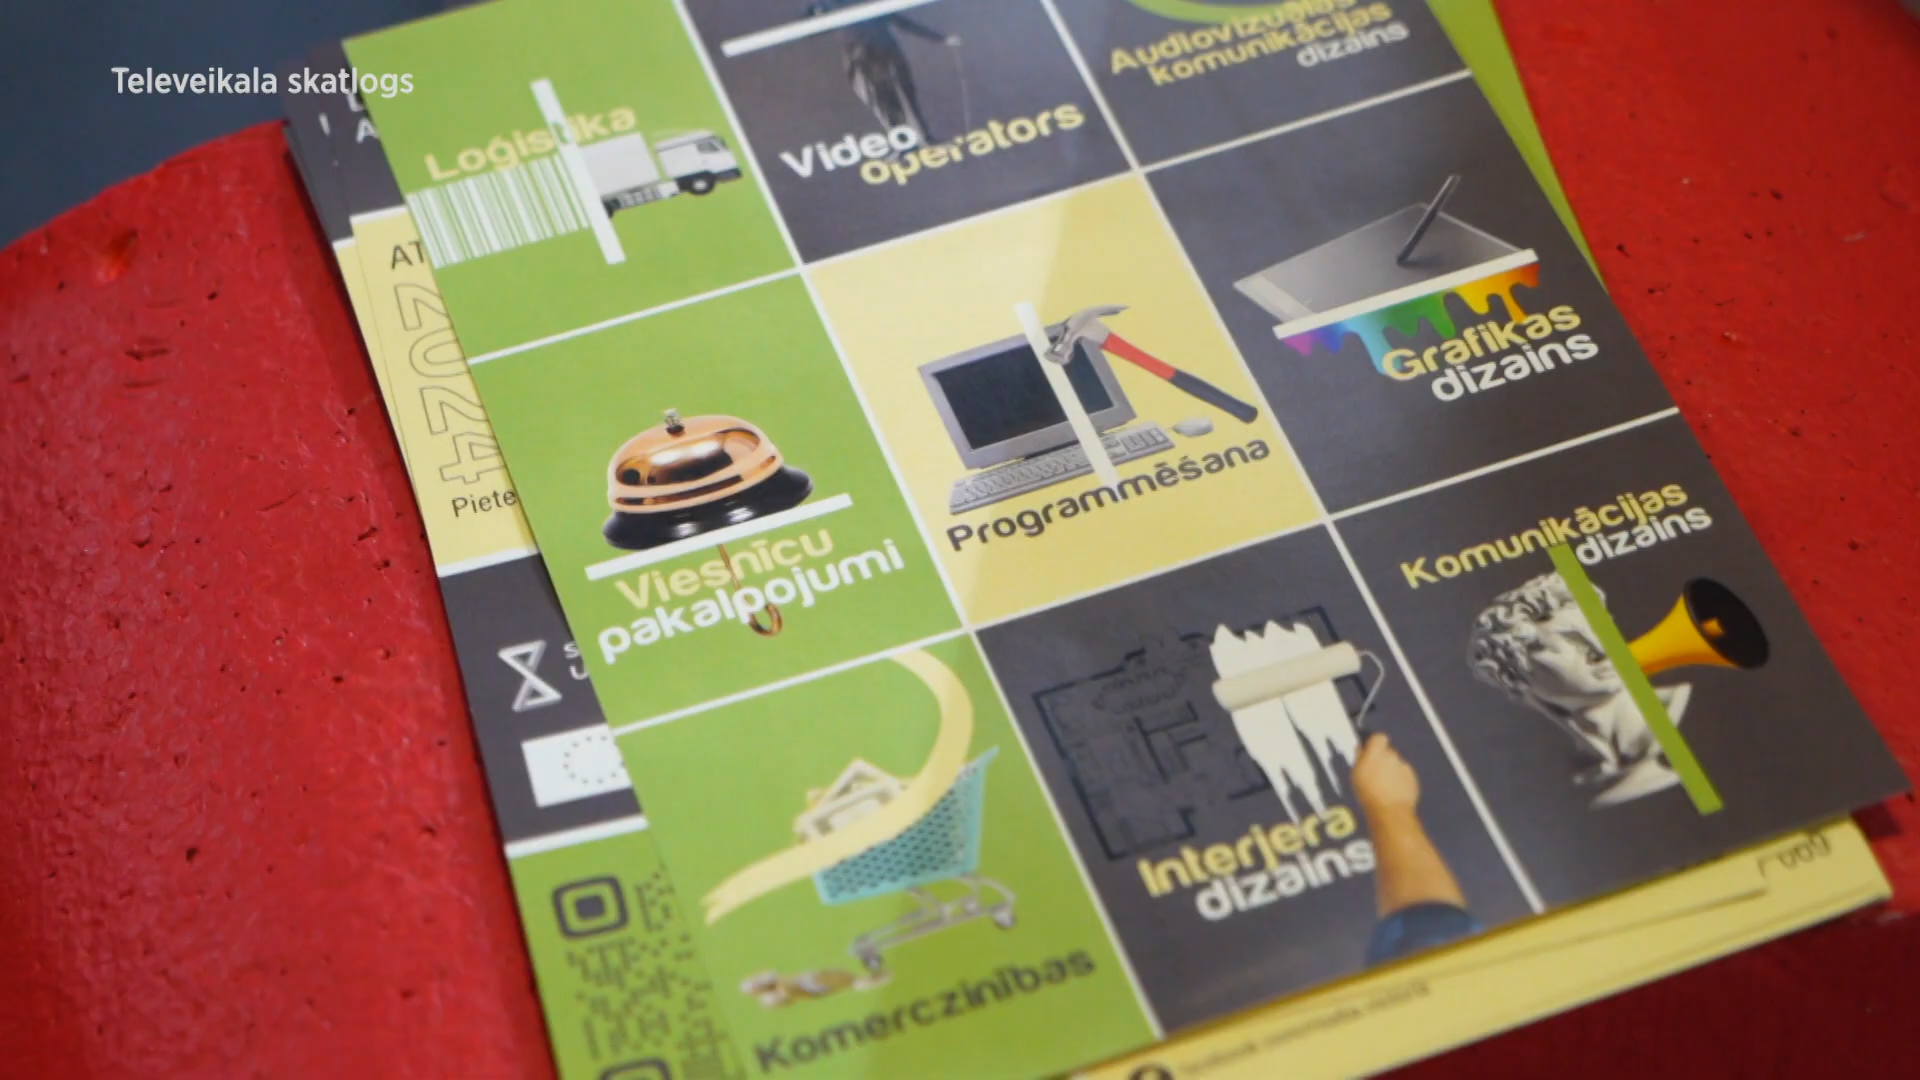 Televeikala skatlogs
Loģistika
Video
operators
Audiovizuālās
komunikācijas
dizains
AT
2024
Piete
Viesnīcu
pakalpojumi
Programmēšana
Grafikas
dizains
Komunikācijas
dizains
Interjera
dizains
Komerczinības